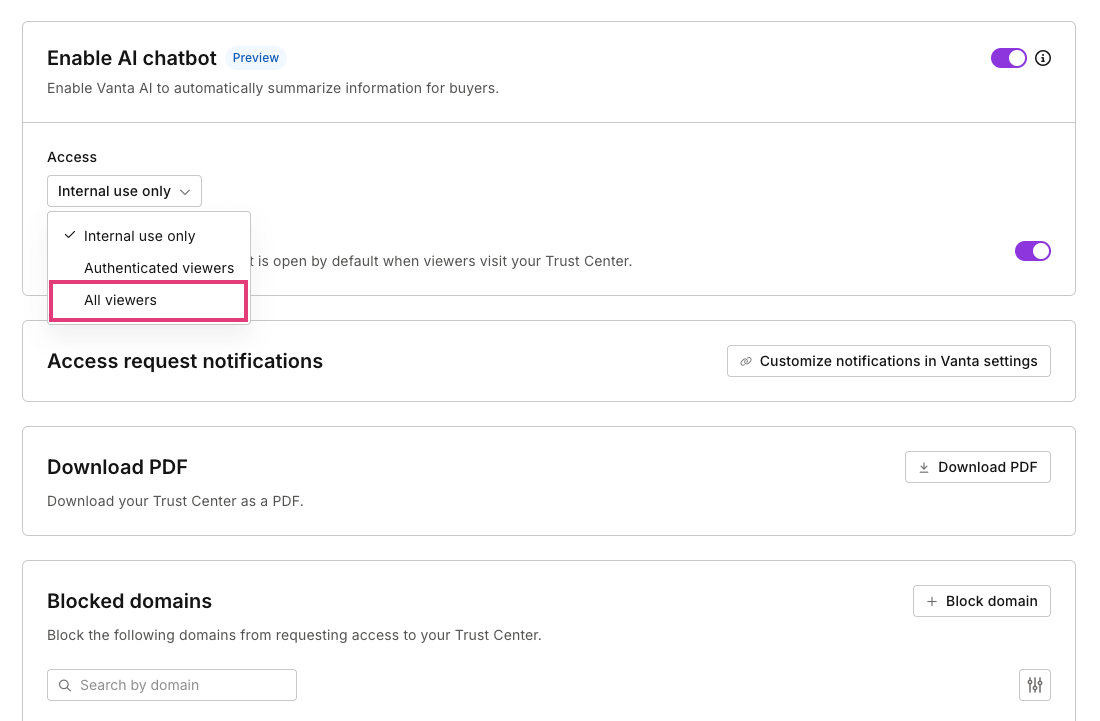 Enable AI chatbot Preview
Enable Vanta AI to automatically summarize information for buyers.
Access
Internal use only
Internal use only
Authenticated viewers
is open by default when viewers visit your Trust Center.
All viewers
Access request notifications
Customize notifications in Vanta settings
Download PDF
Download PDF
Download your Trust Center as a PDF.
Blocked domains
Block domain
Block the following domains from requesting access to your Trust Center.
Search by domain